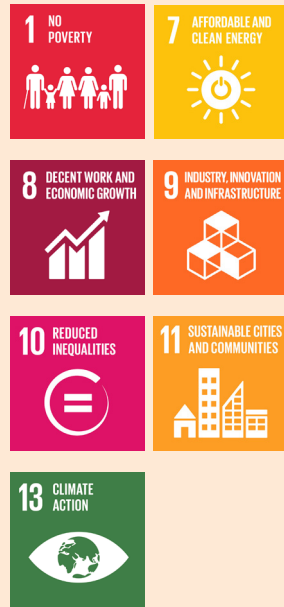 1 NO
POVERTY
7 AFFORDABLE AND
CLEAN ENERGY
8 DECENT WORK AND
ECONOMIC GROWTH
9 INDUSTRY, INNOVATION
AND INFRASTRUCTURE
10 REDUCED
INEQUALITIES
11 SUSTAINABLE CITIES
AND COMMUNITIES
13 CLIMATE
ACTION